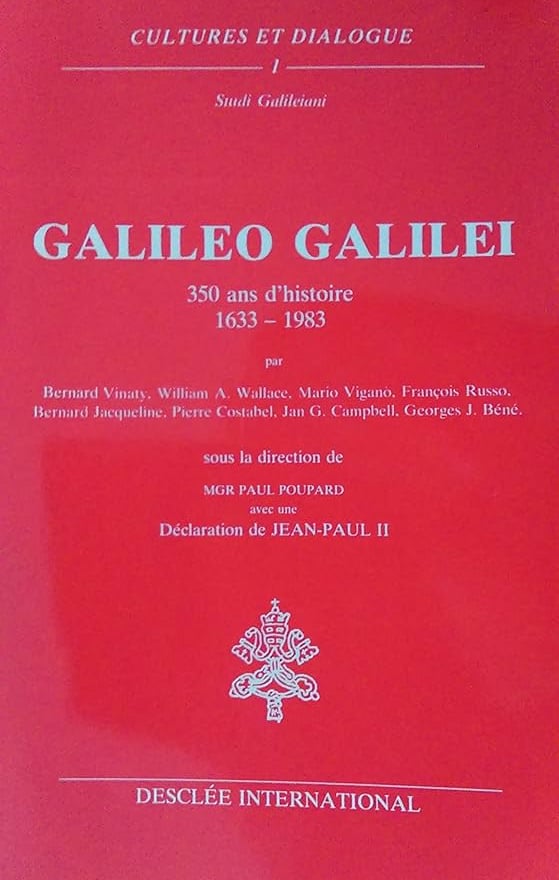 CULTURES ET DIALOGUE
1
Studi Galileiani
GALILEO GALILEI
350 ans d'histoire
1633 – 1983
par
Bernard Vinaty, William A. Wallace, Mario Viganò, François Russo,
Bernard Jacqueline, Pierre Costabel, Jan G. Campbell, Georges J. Béné.
sous la direction de
MGR PAUL POUPARD
avec une
Déclaration de JEAN-PAUL II
DESCLÉE INTERNATIONAL